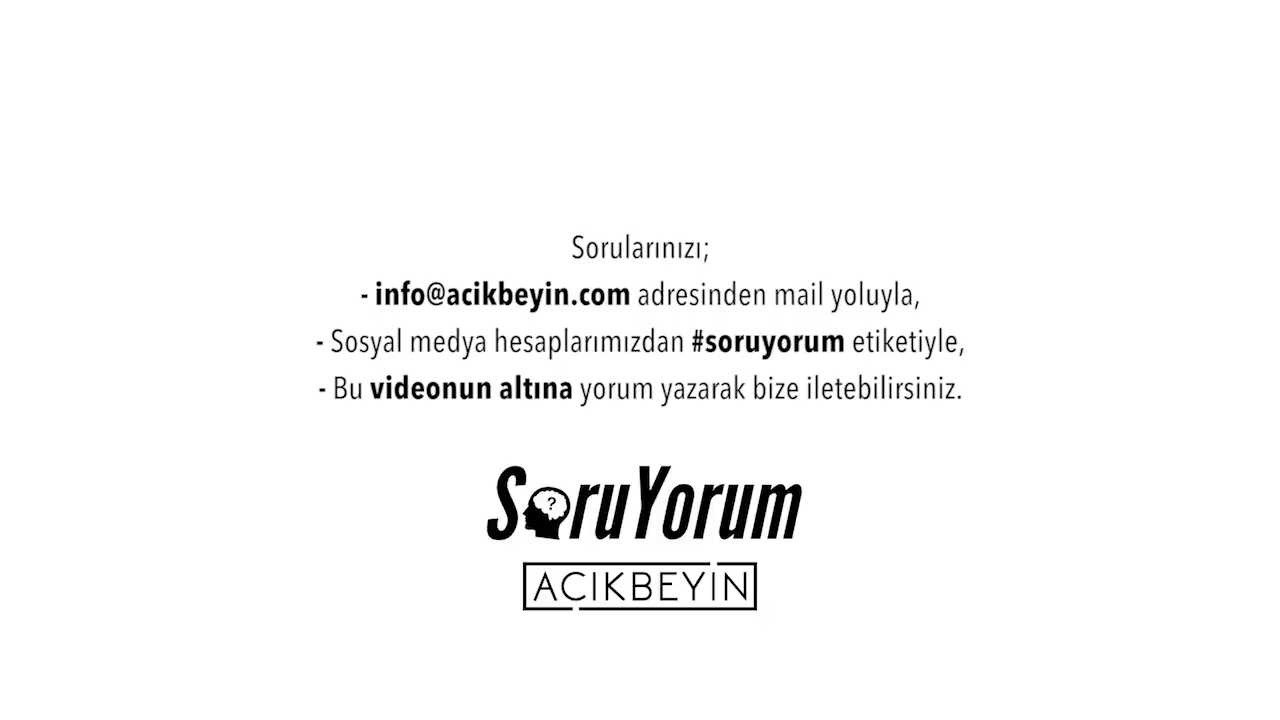 Sorularınızı;
- info@acikbeyin.com adresinden mail yoluyla,
- Sosyal medya hesaplarımızdan #soruyorum etiketiyle,
- Bu videonun altına yorum yazarak bize iletebilirsiniz.
SoruYorum
AÇIKBEYİN